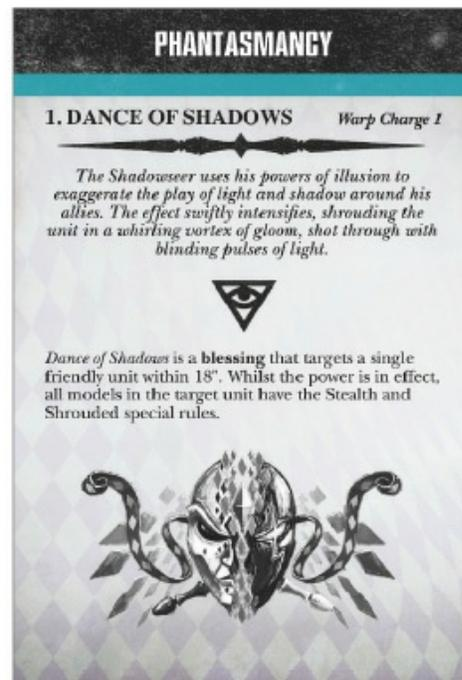 PHANTASMANCY
1. DANCE OF SHADOWS Warp Charge 1
The Shadowseer uses his powers of illusion to
exaggerate the play of light and shadow around his
allies. The effect swiftly intensifies, shrouding the
unit in a whirling vortex of gloom, shot through with
blinding pulses of light.
Dance of Shadows is a blessing that targets a single
friendly unit within 18". Whilst the power is in effect,
all models in the target unit have the Stealth and
Shrouded special rules.